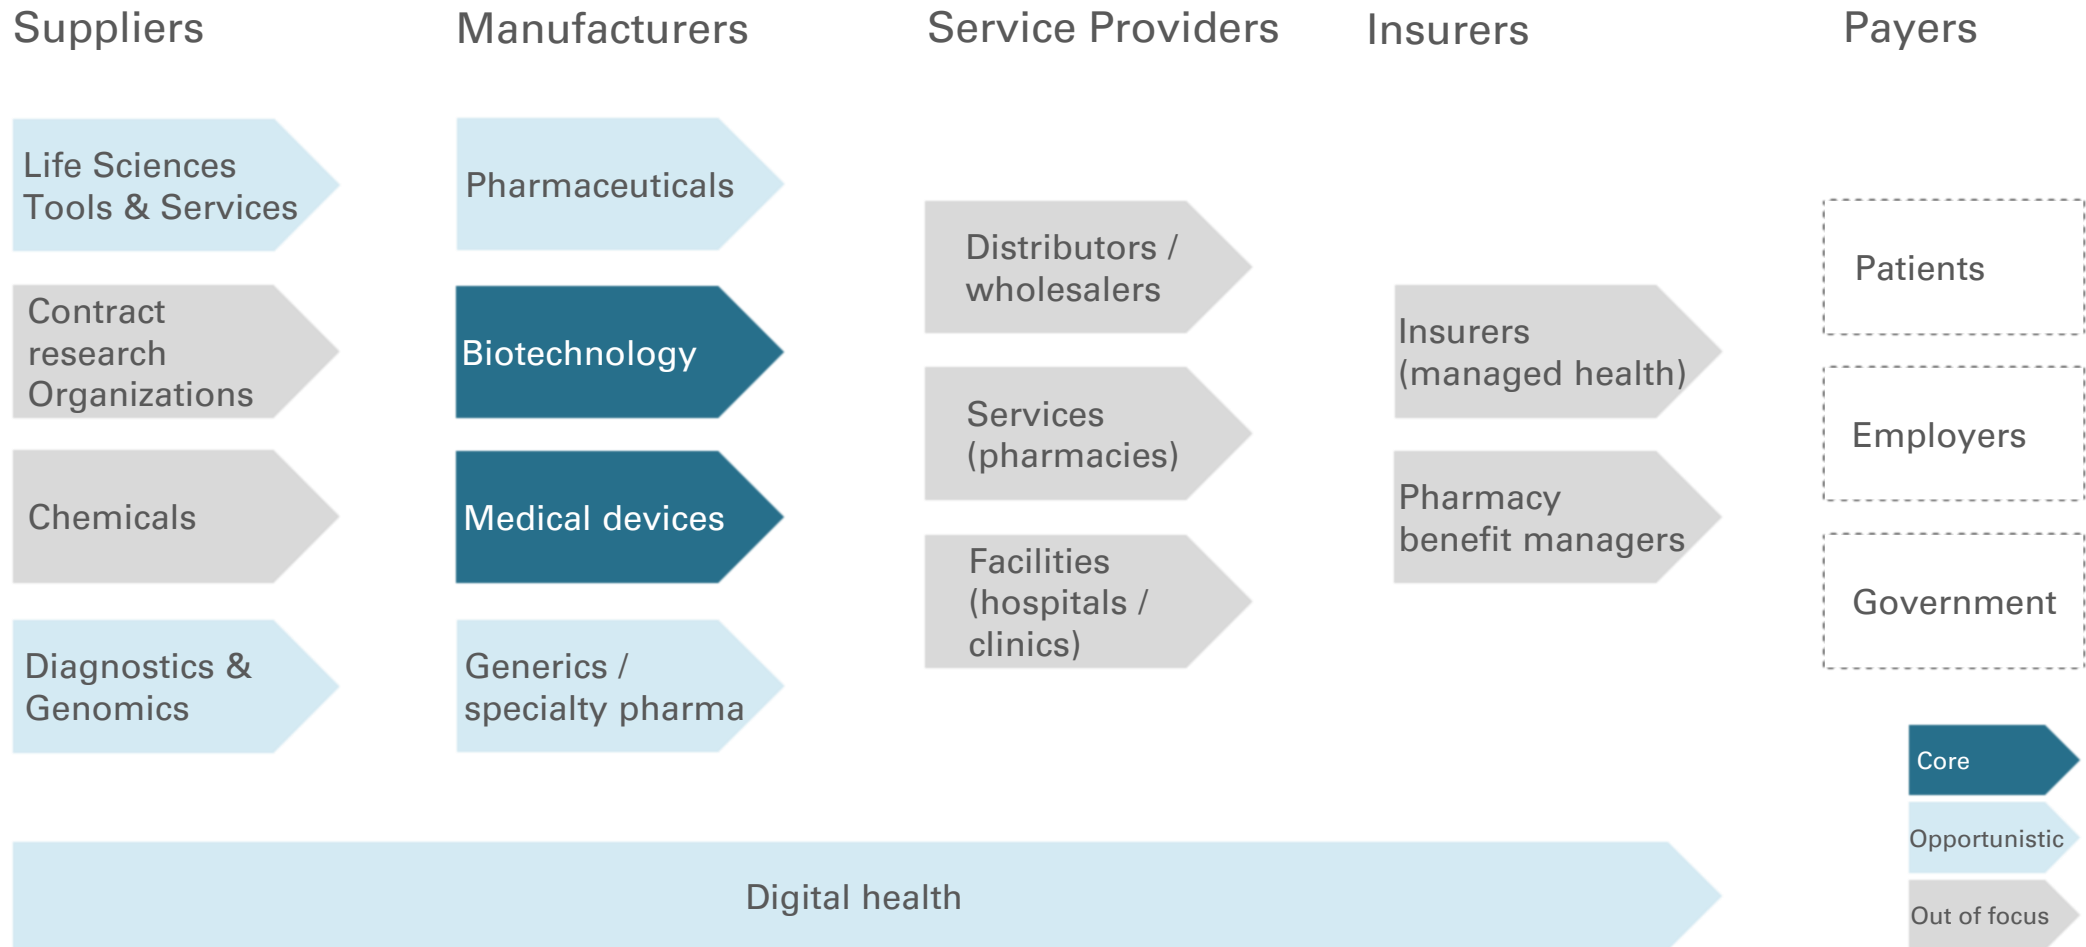 Suppliers
Manufacturers
Service Providers
Insurers
Payers
Life Sciences
Tools & Services
Contract
research
Organizations
Chemicals
Diagnostics &
Genomics
Pharmaceuticals
Biotechnology
Medical devices
Generics /
specialty pharma
Distributors /
wholesalers
Services
(pharmacies)
Facilities
(hospitals /
clinics)
Insurers
(managed health)
Pharmacy
benefit managers
Patients
Employers
Government
Digital health
Core
Opportunistic
Out of focus